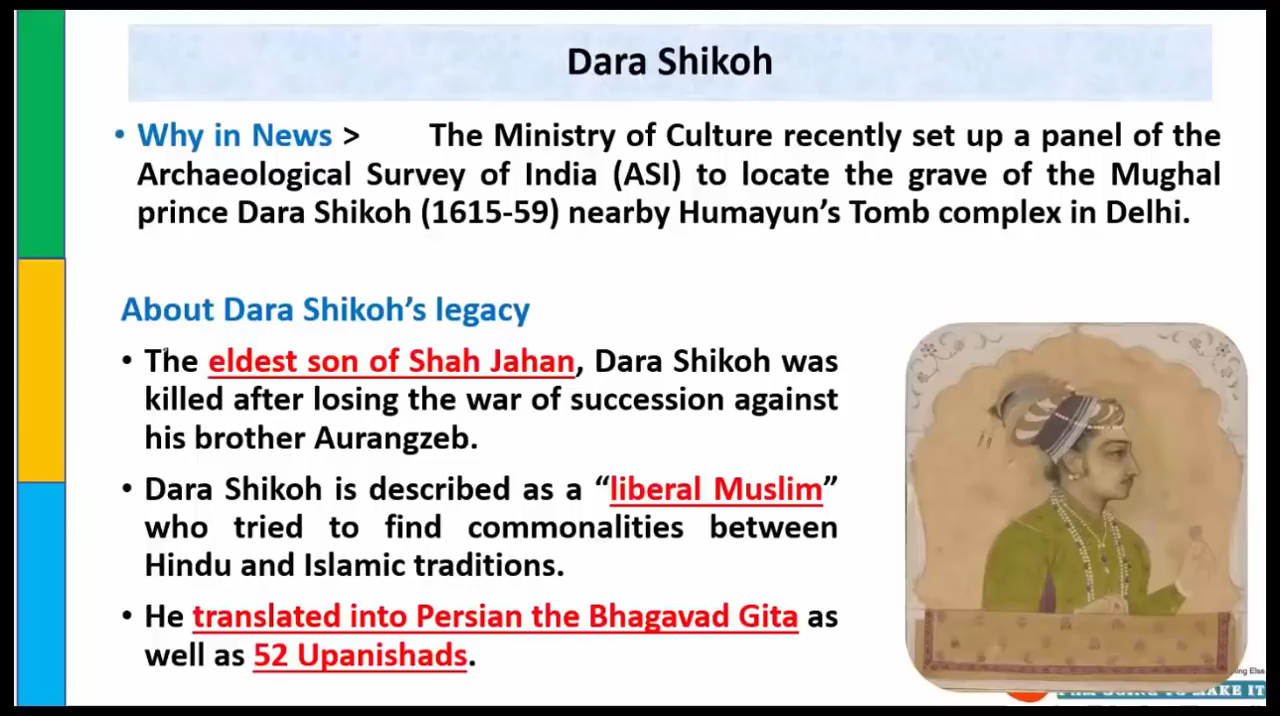 Dara Shikoh
• Why in News > The Ministry of Culture recently set up a panel of the
Archaeological Survey of India (ASI) to locate the grave of the Mughal
prince Dara Shikoh (1615-59) nearby Humayun’s Tomb complex in Delhi.
About Dara Shikoh’s legacy
• The eldest son of Shah Jahan, Dara Shikoh was
killed after losing the war of succession against
his brother Aurangzeb.
• Dara Shikoh is described as a “liberal Muslim”
who tried to find commonalities between
Hindu and Islamic traditions.
• He translated into Persian the Bhagavad Gita as
well as 52 Upanishads.
Else
MAKE IT